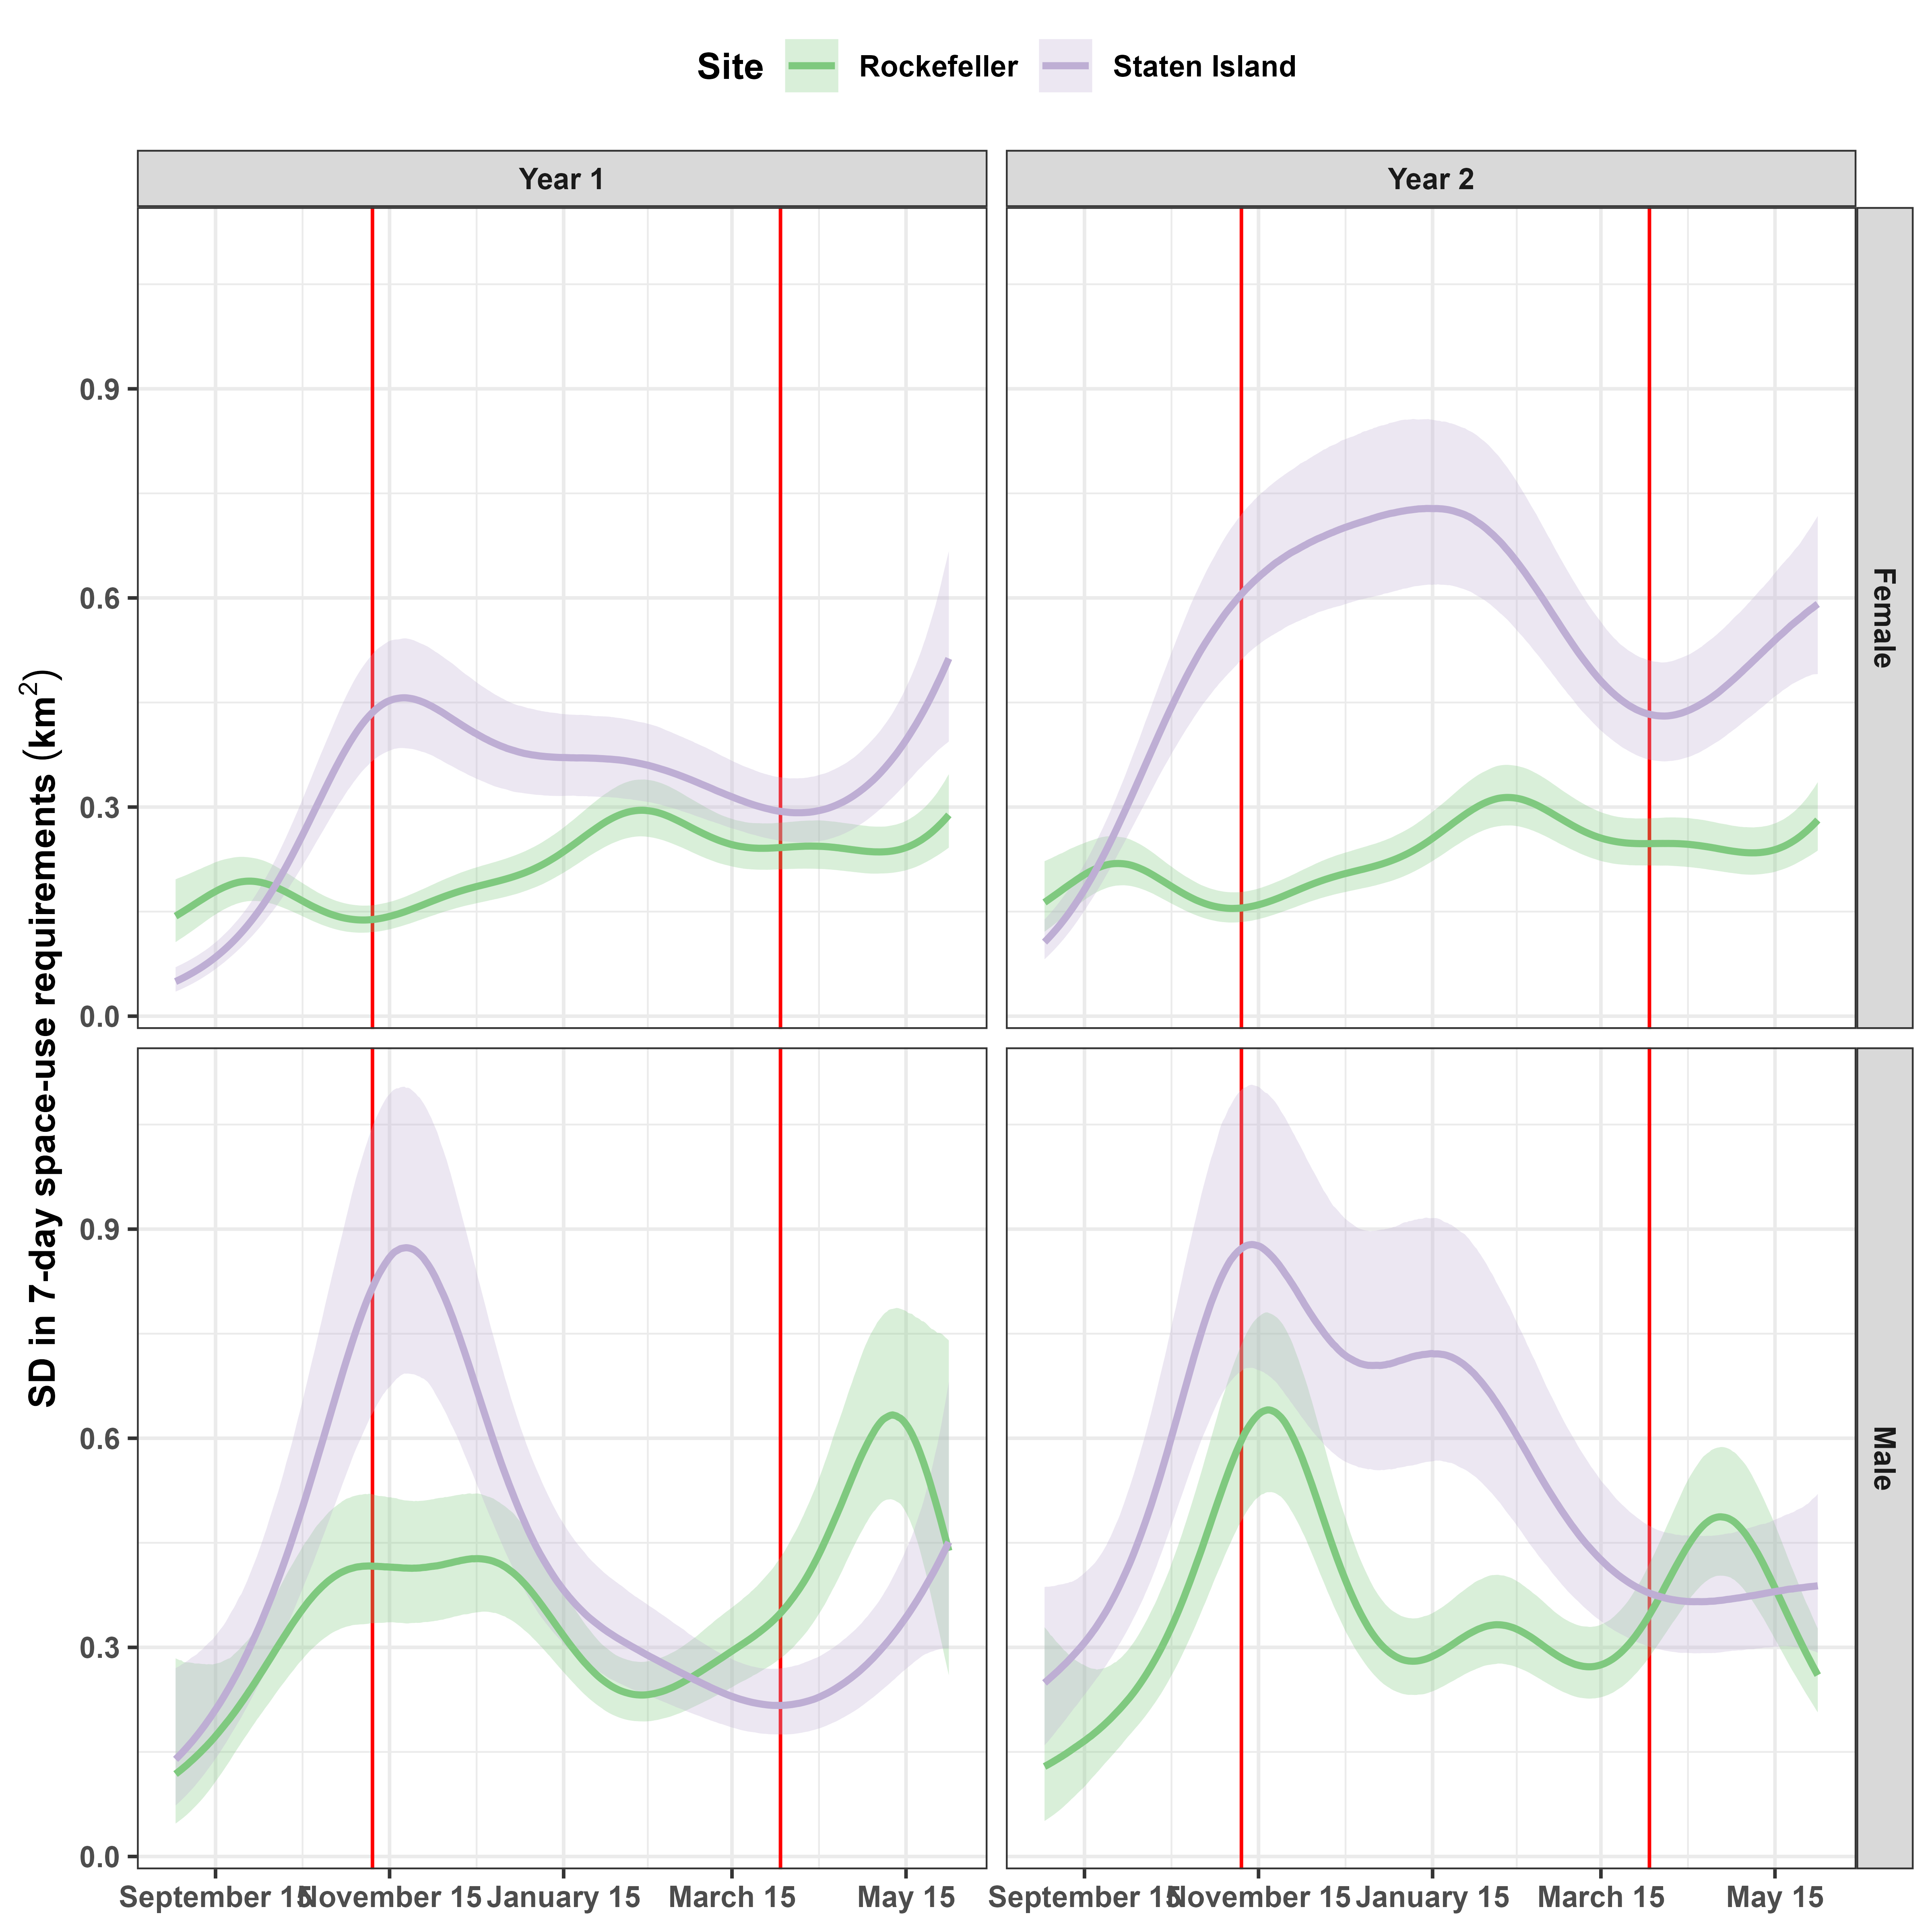 Site Rockefeller Staten Island
Year 1 Year 2
SD in 7-day space-use requirements (km²)
0.9
0.6
0.3
0.0
Female
0.9
0.6
0.3
0.0
Male
September 15 November 15 January 15 March 15 May 15 September 15 November 15 January 15 March 15 May 15